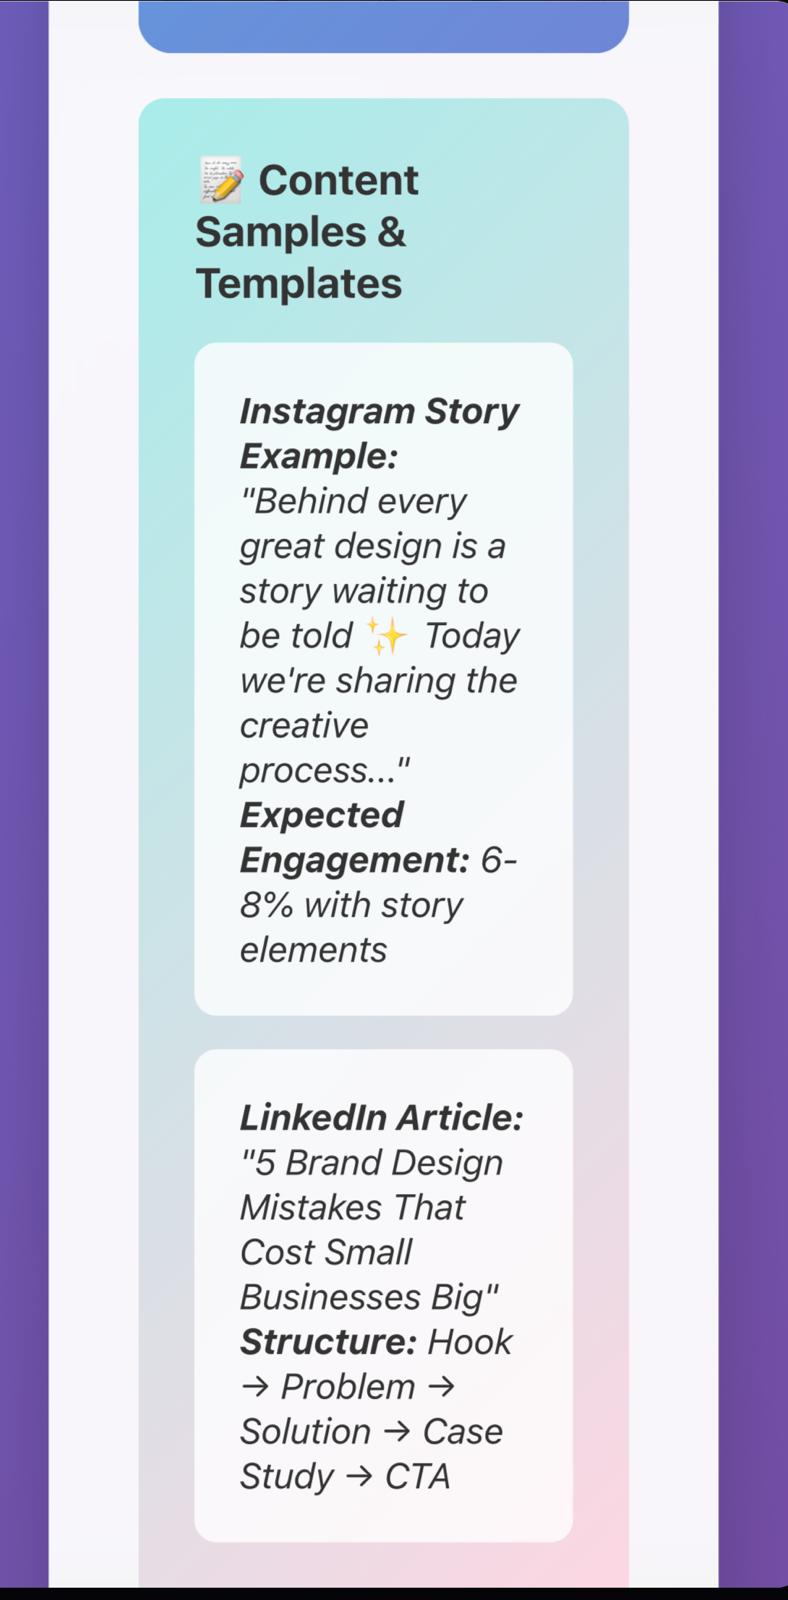 📝 Content
Samples &
Templates
Instagram Story
Example:
"Behind every
great design is a
story waiting to
be told ✨ Today
we're sharing the
creative
process..."
Expected
Engagement: 6-
8% with story
elements
LinkedIn Article:
"5 Brand Design
Mistakes That
Cost Small
Businesses Big"
Structure: Hook
→ Problem →
Solution → Case
Study → CTA